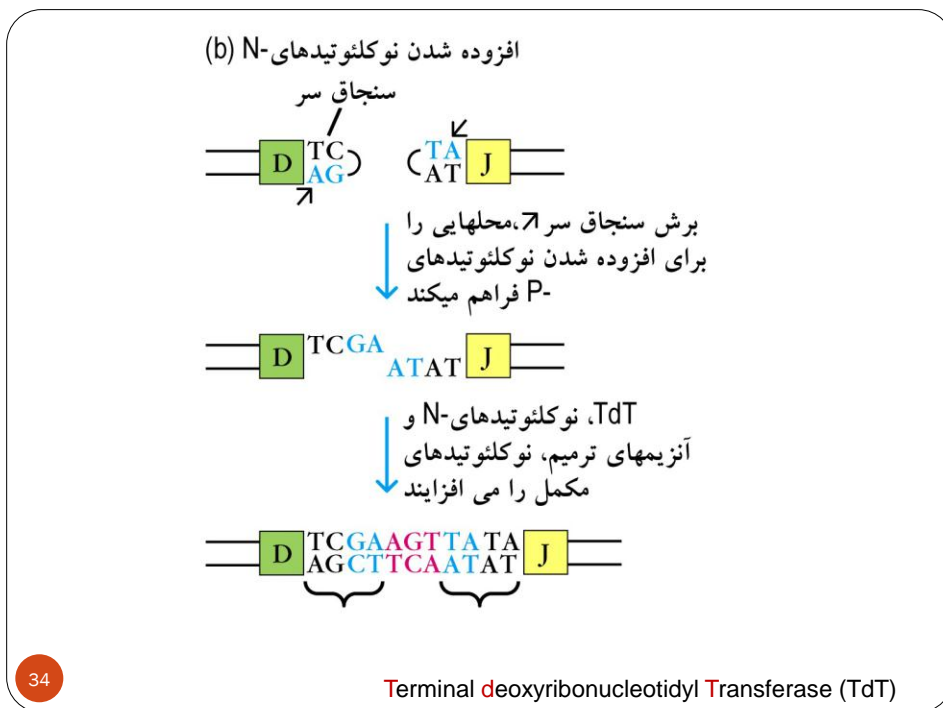 (b) افزوده شدن نوکلئوتیدهای-N
سنجاق سر
D TC TA J
AG AT
برش سنجاق سر ↗،محلهایی را
برای افزوده شدن نوکلئوتیدهای
-P فراهم میکند
D TCGA J
ATAT
TdT، نوکلئوتیدهای-N و
آنزیمهای ترمیم، نوکلئوتیدهای
مکمل را می افزایند
D TCGAAGTTATA J
AGCTTCAATAT
34
Terminal deoxyribonucleotidyl Transferase (TdT)